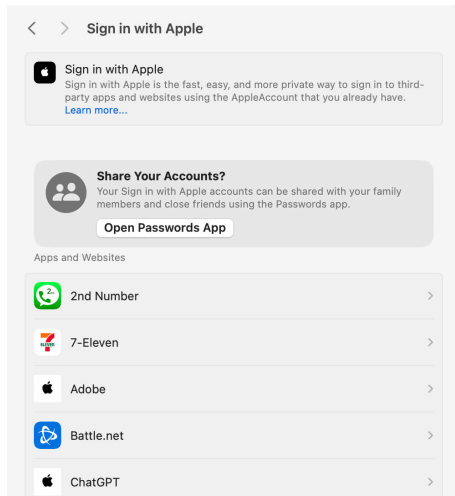 Sign in with Apple
Sign in with Apple
Sign in with Apple is the fast, easy, and more private way to sign in to third-
party apps and websites using the AppleAccount that you already have.
Learn more...
Share Your Accounts?
Your Sign in with Apple accounts can be shared with your family
members and close friends using the Passwords app.
Open Passwords App
Apps and Websites
2nd Number
7-Eleven
Adobe
Battle.net
ChatGPT